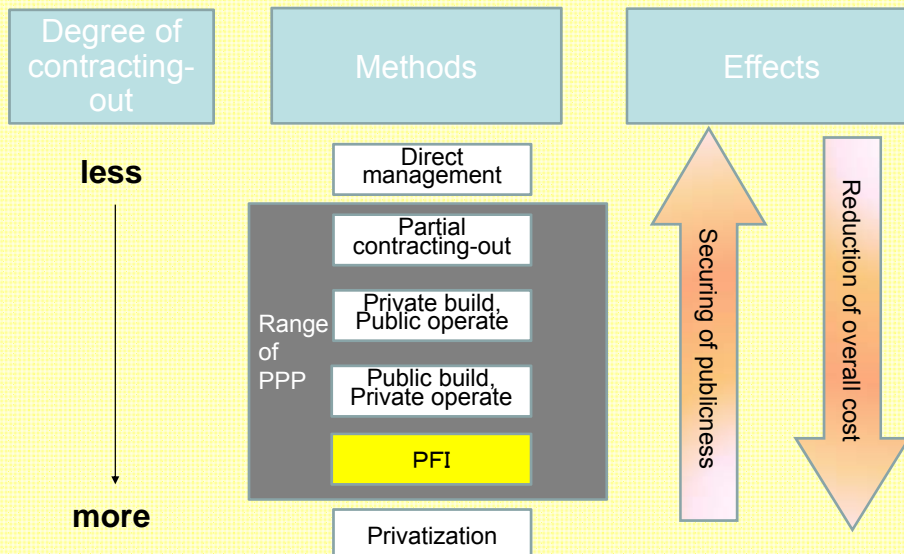 Degree of
contracting-
out
Methods
Effects
less
more
Direct
management
Range
of
PPP
Partial
contracting-out
Private build,
Public operate
Public build,
Private operate
PFI
Privatization
Securing of publicness
Reduction of overall cost